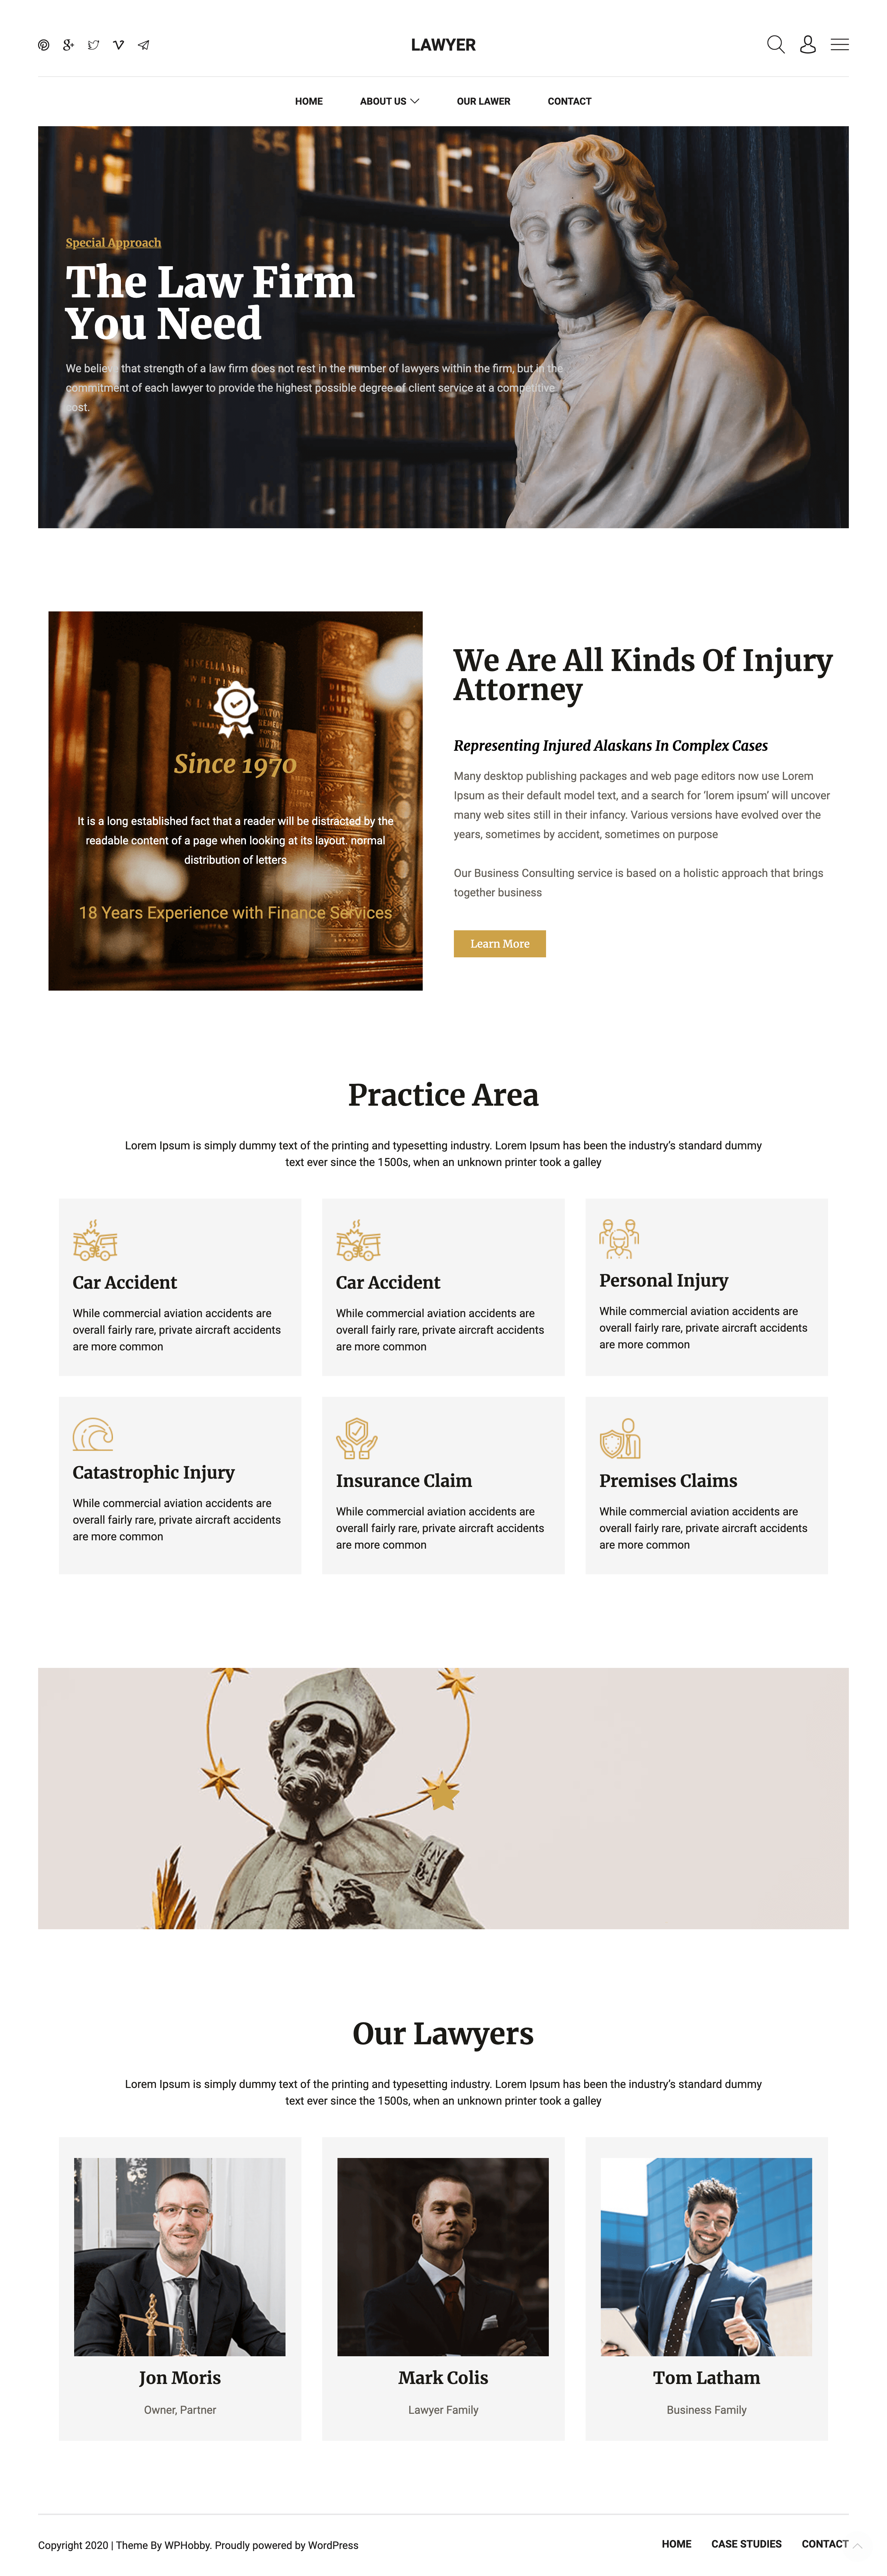 LAWYER
HOME ABOUT US OUR LAWER CONTACT
Special Approach
The Law Firm
You Need
We believe that strength of a law firm does not rest in the number of lawyers within the firm, but in the
commitment of each lawyer to provide the highest possible degree of client service at a competitive
cost.
Since 1970
It is a long established fact that a reader will be distracted by the
readable content of a page when looking at its layout. normal
distribution of letters
18 Years Experience with Finance Services
We Are All Kinds Of Injury
Attorney
Representing Injured Alaskans In Complex Cases
Many desktop publishing packages and web page editors now use Lorem
Ipsum as their default model text, and a search for ‘lorem ipsum’ will uncover
many web sites still in their infancy. Various versions have evolved over the
years, sometimes by accident, sometimes on purpose
Our Business Consulting service is based on a holistic approach that brings
together business
Learn More
Practice Area
Lorem Ipsum is simply dummy text of the printing and typesetting industry. Lorem Ipsum has been the industry’s standard dummy
text ever since the 1500s, when an unknown printer took a galley
Car Accident
While commercial aviation accidents are
overall fairly rare, private aircraft accidents
are more common
Car Accident
While commercial aviation accidents are
overall fairly rare, private aircraft accidents
are more common
Personal Injury
While commercial aviation accidents are
overall fairly rare, private aircraft accidents
are more common
Catastrophic Injury
While commercial aviation accidents are
overall fairly rare, private aircraft accidents
are more common
Insurance Claim
While commercial aviation accidents are
overall fairly rare, private aircraft accidents
are more common
Premises Claims
While commercial aviation accidents are
overall fairly rare, private aircraft accidents
are more common
Our Lawyers
Lorem Ipsum is simply dummy text of the printing and typesetting industry. Lorem Ipsum has been the industry’s standard dummy
text ever since the 1500s, when an unknown printer took a galley
Jon Moris
Owner, Partner
Mark Colis
Lawyer Family
Tom Latham
Business Family
Copyright 2020 | Theme By WPHobby. Proudly powered by WordPress
HOME CASE STUDIES CONTACT